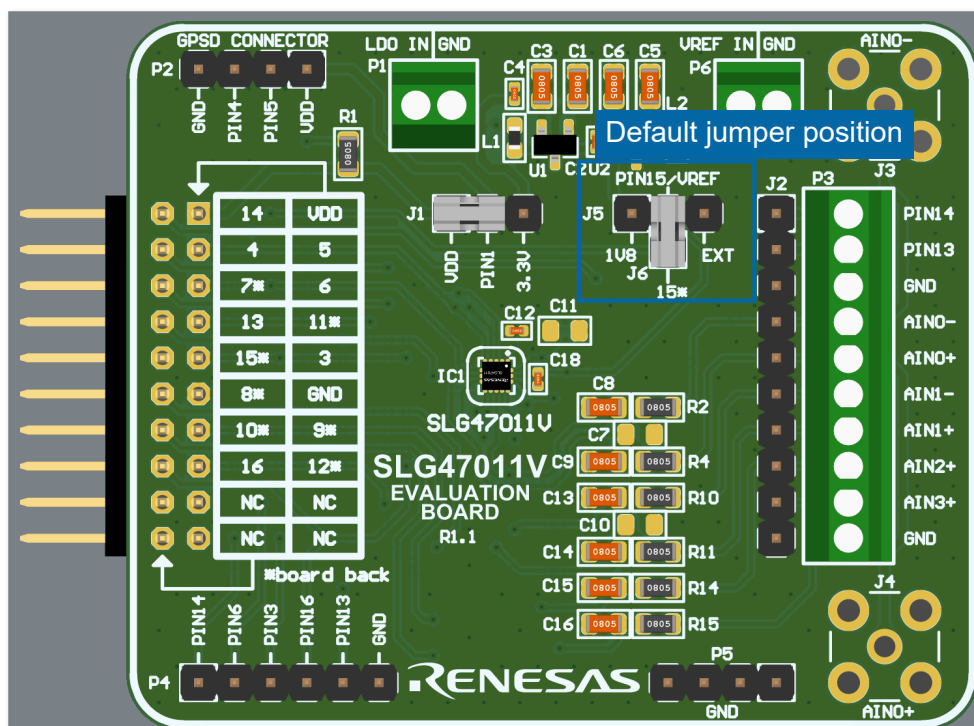 GPSD CONNECTOR
P2
GND
PIN4
PIN5
VDD
LDO IN GND
P1
VREF IN GND
P6
AIN0-
J3
C4
C3
C1
C6
C5
L2
R1
0805
0805
0805
0805
0805
L1
U1
C2
U2
Default jumper position
14 VDD
4 5
7* 6
13 11*
15* 3
8* GND
10* 9*
16 12*
NC NC
NC NC
*board back
J1
VDD
PIN1
3.3V
PIN15/VREF
J5
1V8
J6
EXT
15*
J2
P3
PIN14
PIN13
GND
AIN0-
AIN0+
AIN1-
AIN1+
AIN2+
AIN3+
GND
C12
C11
C18
IC1
RENESAS
SLG47011V
SLG47011V
EVALUATION
BOARD
R1.1
C8 0805 0805 R2
C7
C9 0805 0805 R4
C13 0805 0805 R10
C10
C14 0805 0805 R11
C15 0805 0805 R14
C16 0805 0805 R15
P4
PIN14
PIN6
PIN3
PIN16
PIN13
GND
RENESAS
P5
GND
J4
AIN0+